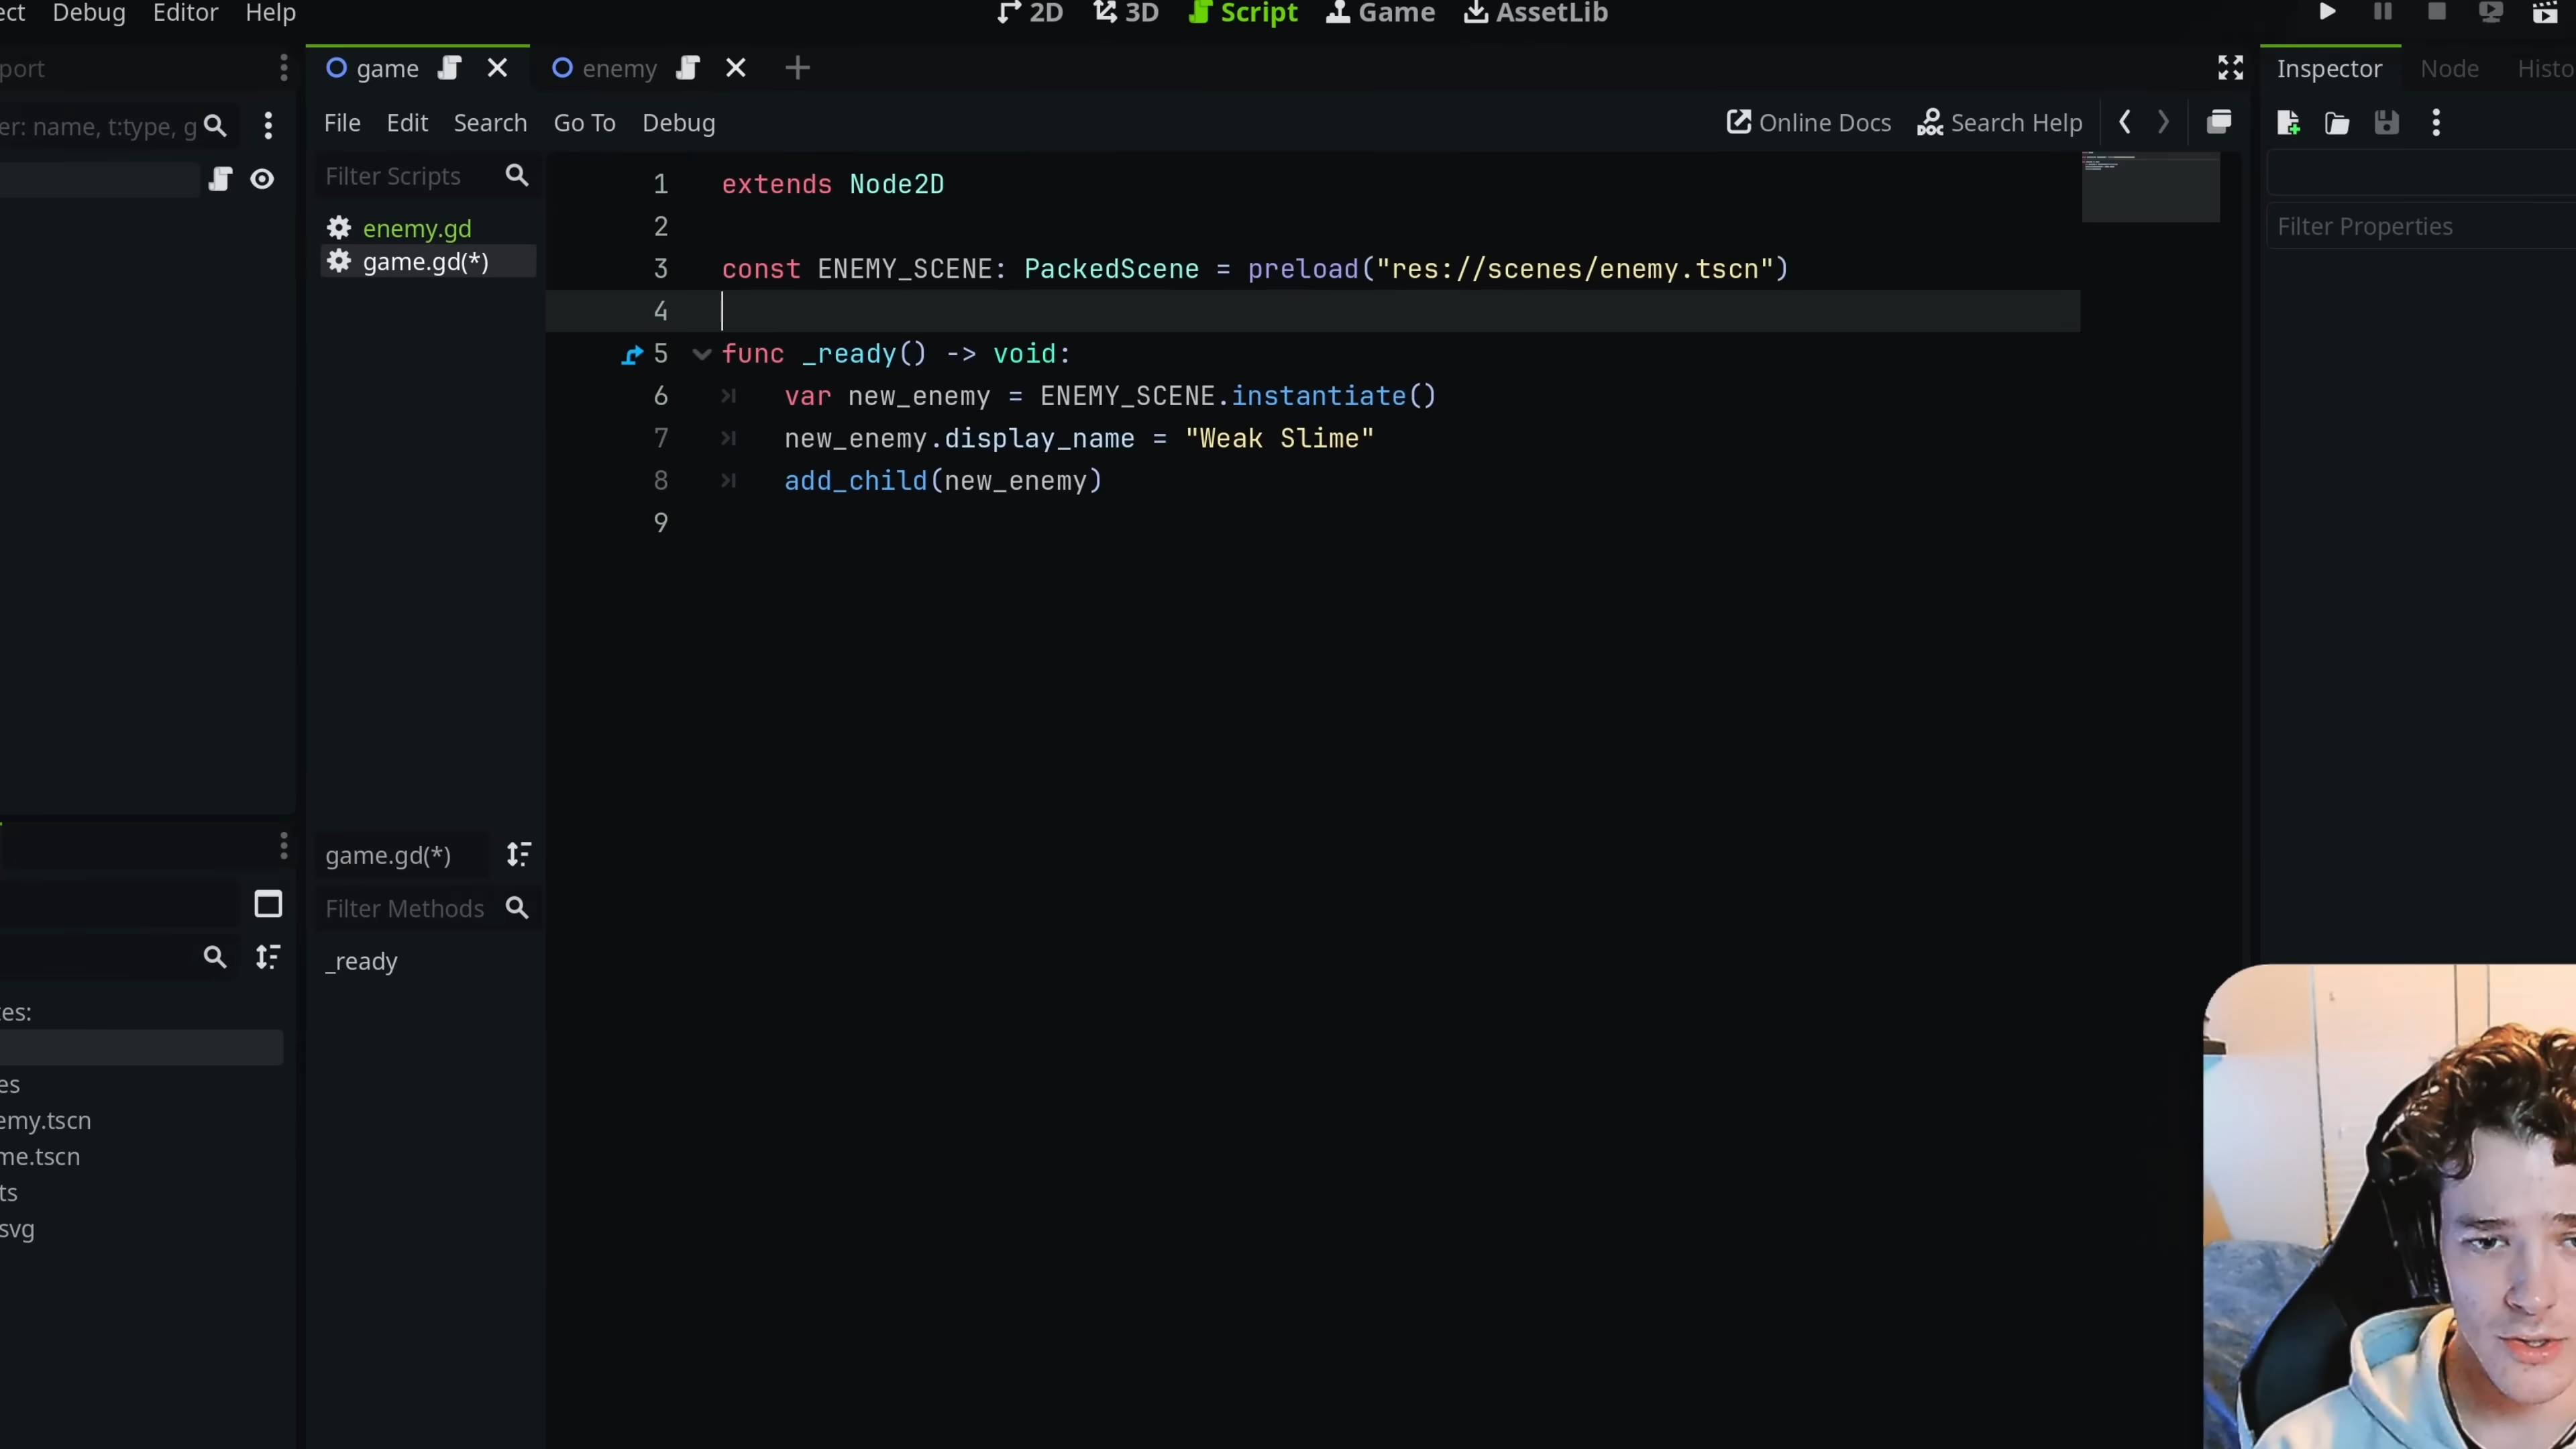 ect Debug Editor Help
2D 3D Script Game AssetLib
port
game enemy
Inspector Node Histo
er: name, t:type, g
File Edit Search Go To Debug
Online Docs Search Help
Filter Scripts
Filter Properties
enemy.gd
game.gd(*)
1 extends Node2D
2
3 const ENEMY_SCENE: PackedScene = preload("res://scenes/enemy.tscn")
4
5 func _ready() -> void:
6 var new_enemy = ENEMY_SCENE.instantiate()
7 new_enemy.display_name = "Weak Slime"
8 add_child(new_enemy)
9
game.gd(*)
Filter Methods
_ready
tes:
es
emy.tscn
me.tscn
ts
svg